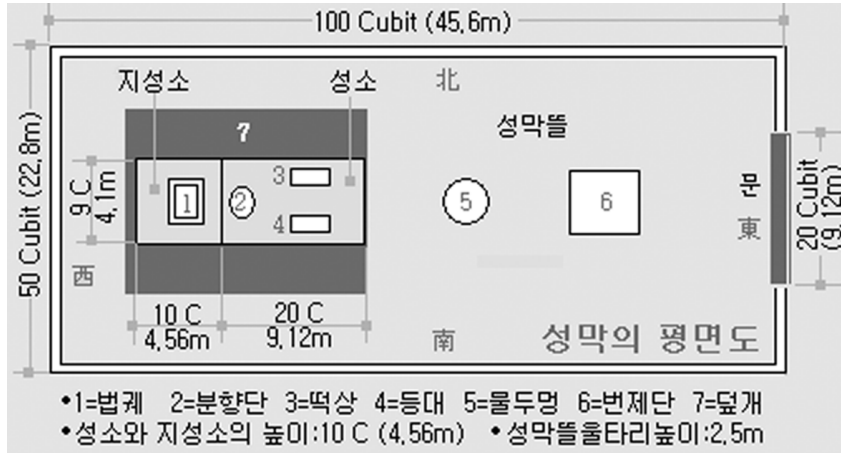 100 Cubit (45,6m)
지성소
성소
北
7
성막뜰
50 Cubit (22,8m)
9 C
4,1m
1
2
3
4
5
6
문
東
20 Cubit
(9,12m)
西
10 C
4,56m
20 C
9,12m
南
성막의 평면도
•1=법궤 2=분향단 3=떡상 4=등대 5=물두멍 6=번제단 7=덮개
•성소와 지성소의 높이:10 C (4,56m) •성막뜰울타리높이:2,5m